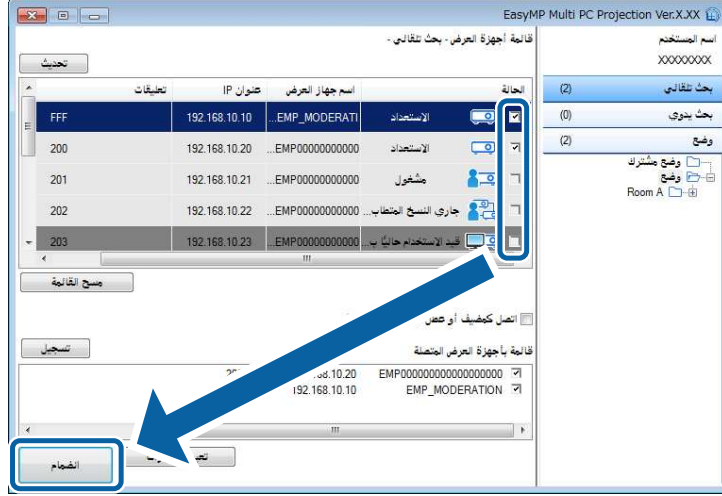 EasyMP Multi PC Projection Ver.X.XX
اسم المستخدم
XXXXXXXX
بحث تلقائي (2)
بحث يدوي (0)
وضع (2)
وضع مشترك
وضع
Room A
قائمة أجهزة العرض - بحث تلقائي -
تحديث
الحالة اسم جهاز العرض عنوان IP تعليقات
الاستعداد EMP_MODERATI... 192.168.10.10 FFF
الاستعداد EMP00000000000... 192.168.10.20 200
مشغول EMP00000000000... 192.168.10.21 201
جاري النسخ المتطاب... EMP00000000000... 192.168.10.22 202
قيد الاستخدام حاليًا ب... EMP00000000000... 192.168.10.23 203
مسح القائمة
اتصل كمضيف أو
قائمة بأجهزة العرض المتصلة
تسجيل
EMP000000000000000000
EMP_MODERATION 192.168.10.10
انضمام